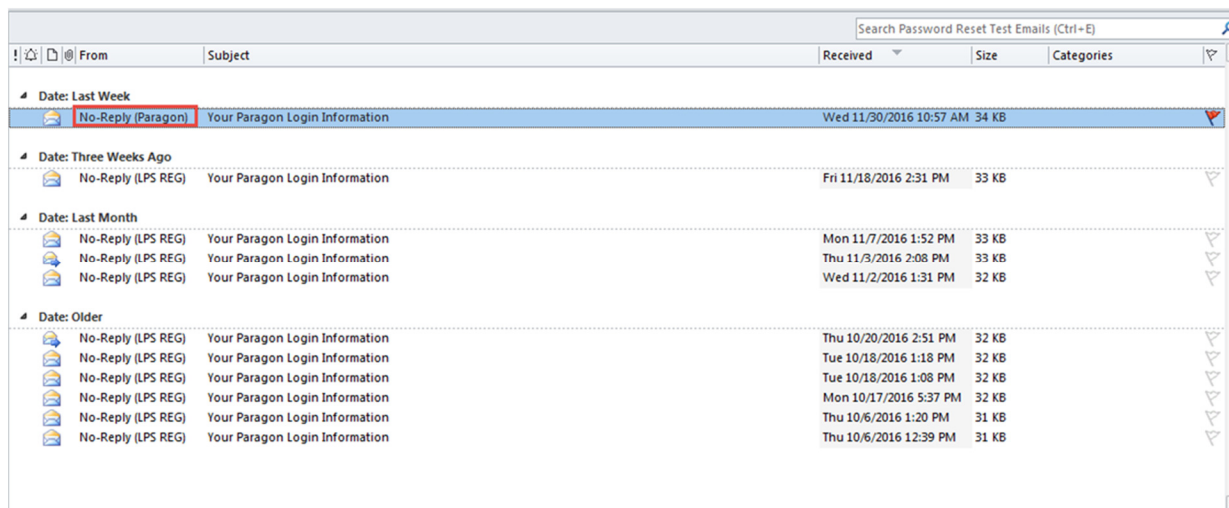 Search Password Reset Test Emails (Ctrl+E)
! From Subject Received Size Categories
Date: Last Week
No-Reply (Paragon) Your Paragon Login Information Wed 11/30/2016 10:57 AM 34 KB
Date: Three Weeks Ago
No-Reply (LPS REG) Your Paragon Login Information Fri 11/18/2016 2:31 PM 33 KB
Date: Last Month
No-Reply (LPS REG) Your Paragon Login Information Mon 11/7/2016 1:52 PM 33 KB
No-Reply (LPS REG) Your Paragon Login Information Thu 11/3/2016 2:08 PM 33 KB
No-Reply (LPS REG) Your Paragon Login Information Wed 11/2/2016 1:31 PM 32 KB
Date: Older
No-Reply (LPS REG) Your Paragon Login Information Thu 10/20/2016 2:51 PM 32 KB
No-Reply (LPS REG) Your Paragon Login Information Tue 10/18/2016 1:18 PM 32 KB
No-Reply (LPS REG) Your Paragon Login Information Tue 10/18/2016 1:08 PM 32 KB
No-Reply (LPS REG) Your Paragon Login Information Mon 10/17/2016 5:37 PM 32 KB
No-Reply (LPS REG) Your Paragon Login Information Thu 10/6/2016 1:20 PM 31 KB
No-Reply (LPS REG) Your Paragon Login Information Thu 10/6/2016 12:39 PM 31 KB